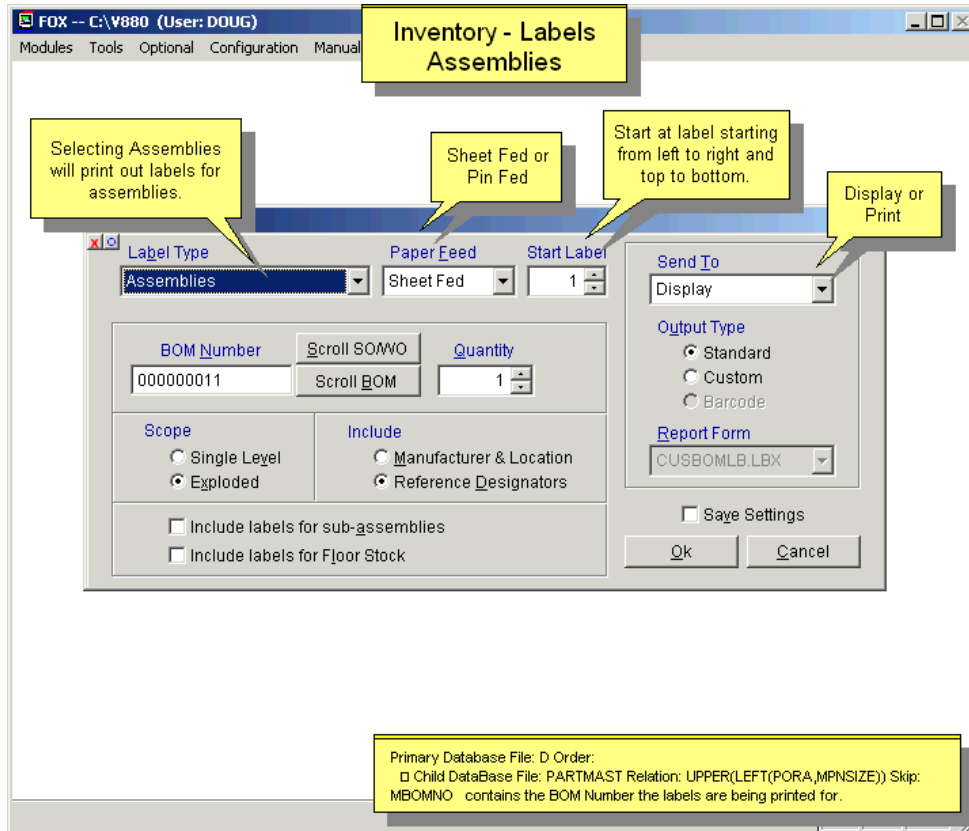 FOX -- C:\V880 (User: DOUG)
Modules Tools Optional Configuration Manual
Inventory - Labels
Assemblies
Selecting Assemblies
will print out labels for
assemblies.
Sheet Fed or
Pin Fed
Start at label starting
from left to right and
top to bottom.
Display or
Print
Label Type
Paper Feed
Start Label
Send To
Assemblies
Sheet Fed
1
Display
BOM Number
Scroll SO/WO
Quantity
000000011
Scroll BOM
1
Output Type
Standard
Custom
Barcode
Scope
Include
Single Level
Manufacturer & Location
Exploded
Reference Designators
Report Form
CUSBOMLB.LBX
Include labels for sub-assemblies
Include labels for Floor Stock
Save Settings
Ok
Cancel
Primary Database File: D Order:
Child DataBase File: PARTMAST Relation: UPPER(LEFT(PORA,MPNSIZE)) Skip:
MBOMNO contains the BOM Number the labels are being printed for.